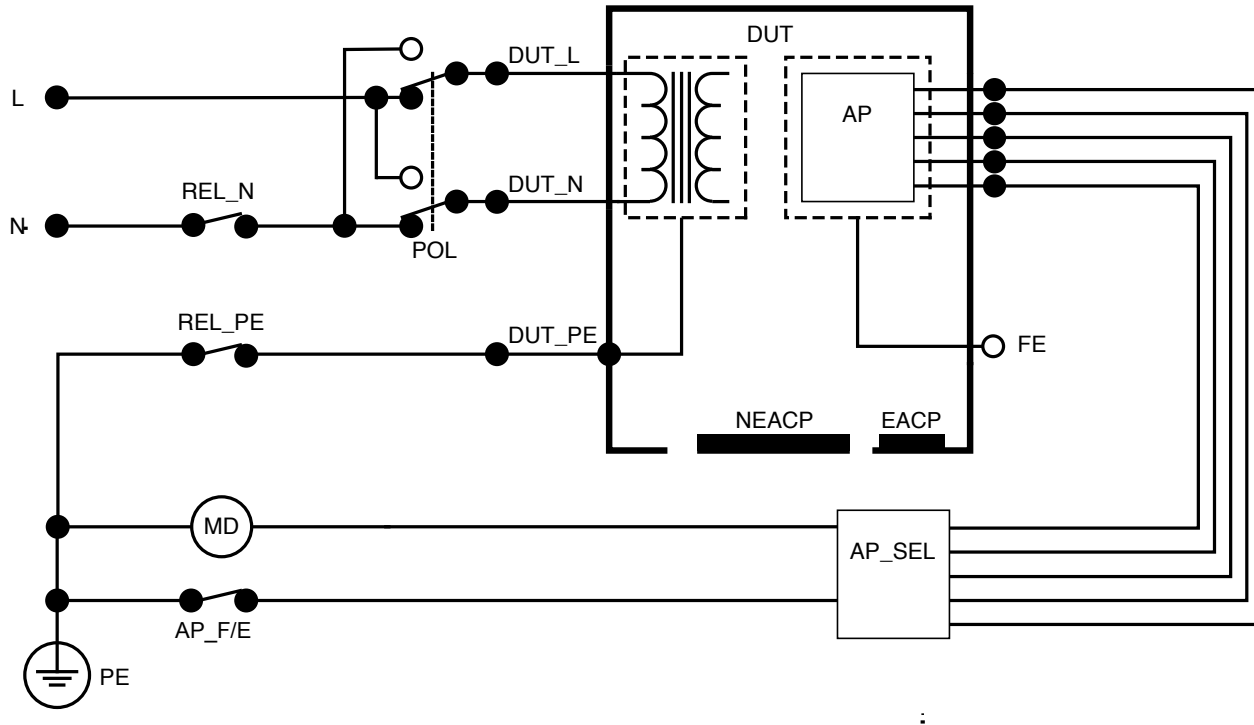 DUT
DUT_L
L
AP
REL_N
DUT_N
N
POL
REL_PE
DUT_PE
FE
NEACP
EACP
MD
AP_SEL
AP_F/E
PE